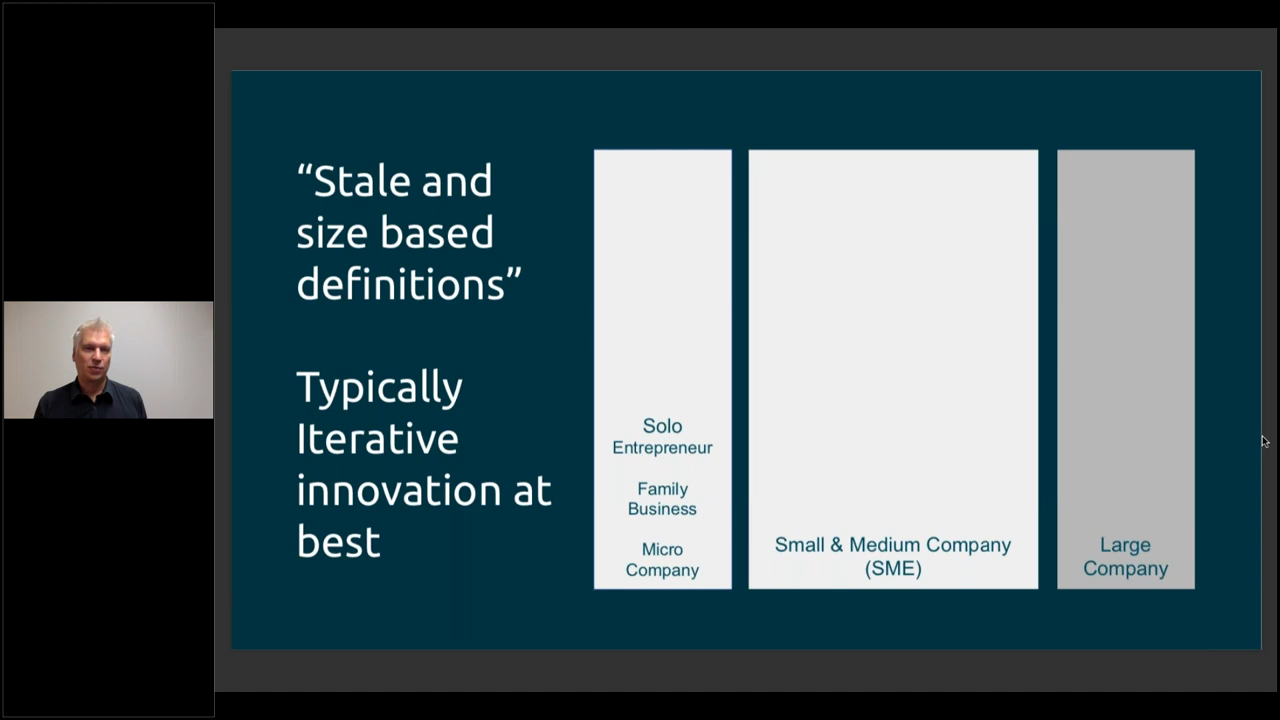 “Stale and
size based
definitions”
Typically
Iterative
innovation at
best
Solo
Entrepreneur
Family
Business
Micro
Company
Small & Medium Company
(SME)
Large
Company